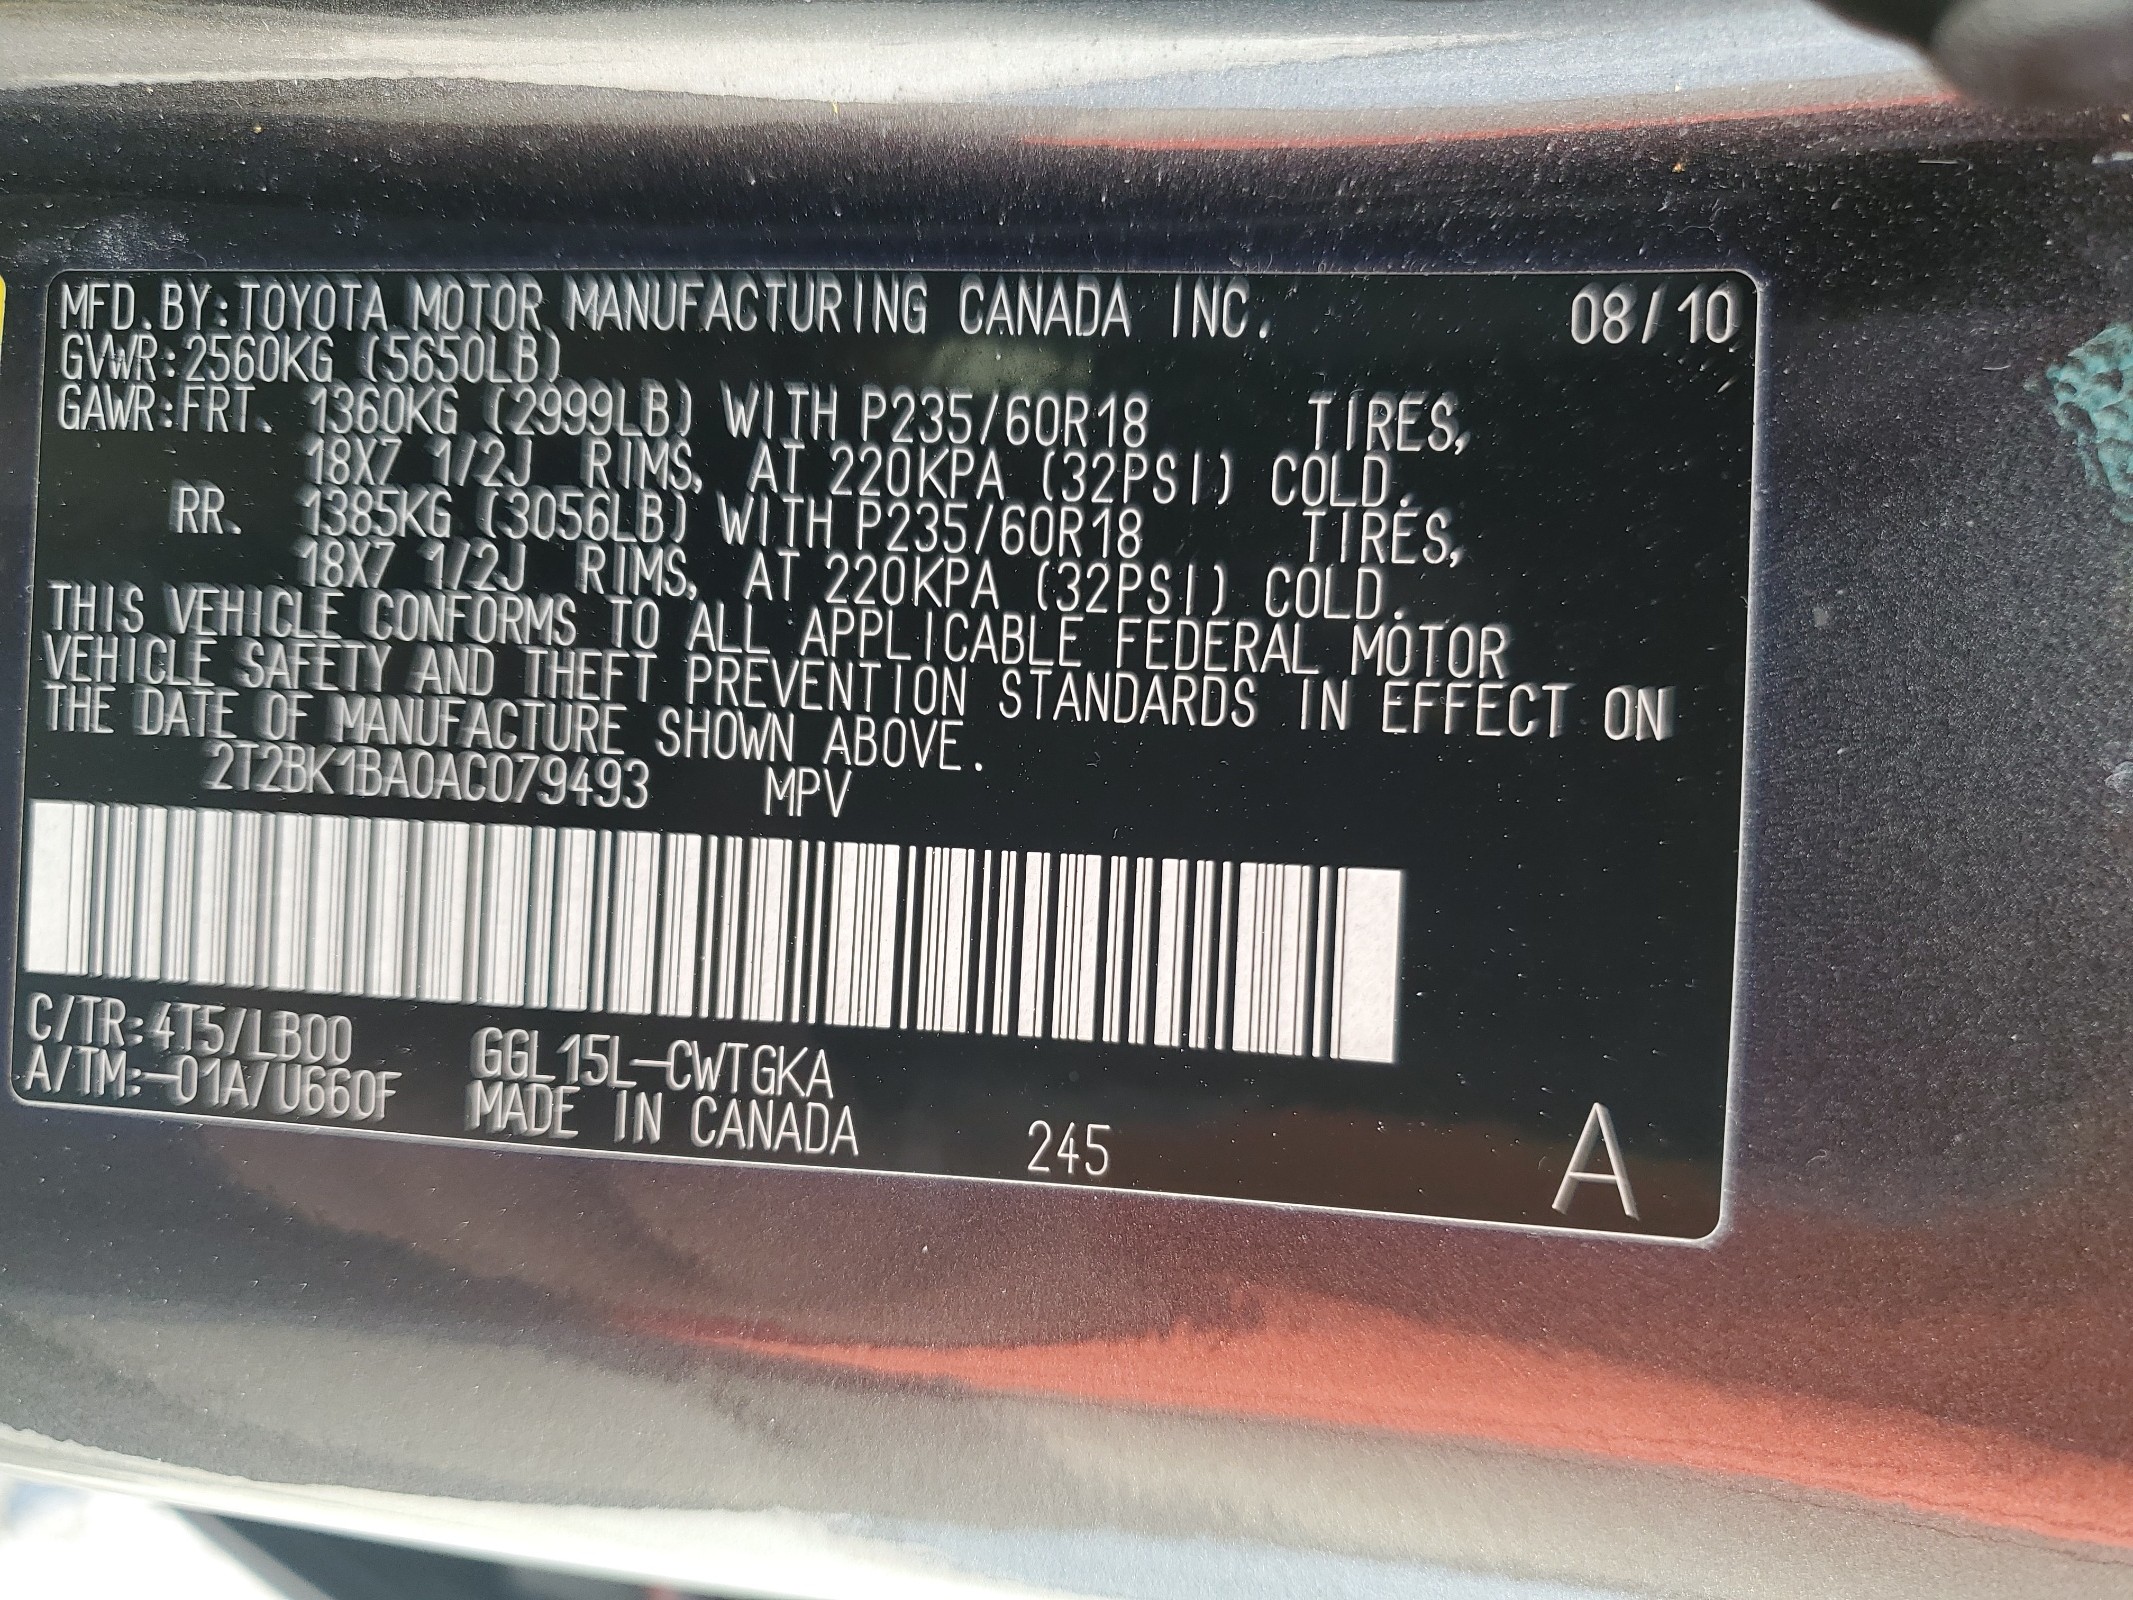 MFD.BY:TOYOTA MOTOR MANUFACTURING CANADA INC. 08/10
GVWR:2560KG (5650LB)
GAWR:FRT. 1360KG (2999LB) WITH P235/60R18 TIRES,
18X7 1/2J RIMS, AT 220KPA (32PSI) COLD.
RR. 1385KG (3056LB) WITH P235/60R18 TIRES,
18X7 1/2J RIMS, AT 220KPA (32PSI) COLD.
THIS VEHICLE CONFORMS TO ALL APPLICABLE FEDERAL MOTOR
VEHICLE SAFETY AND THEFT PREVENTION STANDARDS IN EFFECT ON
THE DATE OF MANUFACTURE SHOWN ABOVE.
2T2BK1BA0AC079493 MPV
C/TR:4T5/LB00 GGL15L-CWTGKA
A/TM:-01A/U660F MADE IN CANADA 245 A